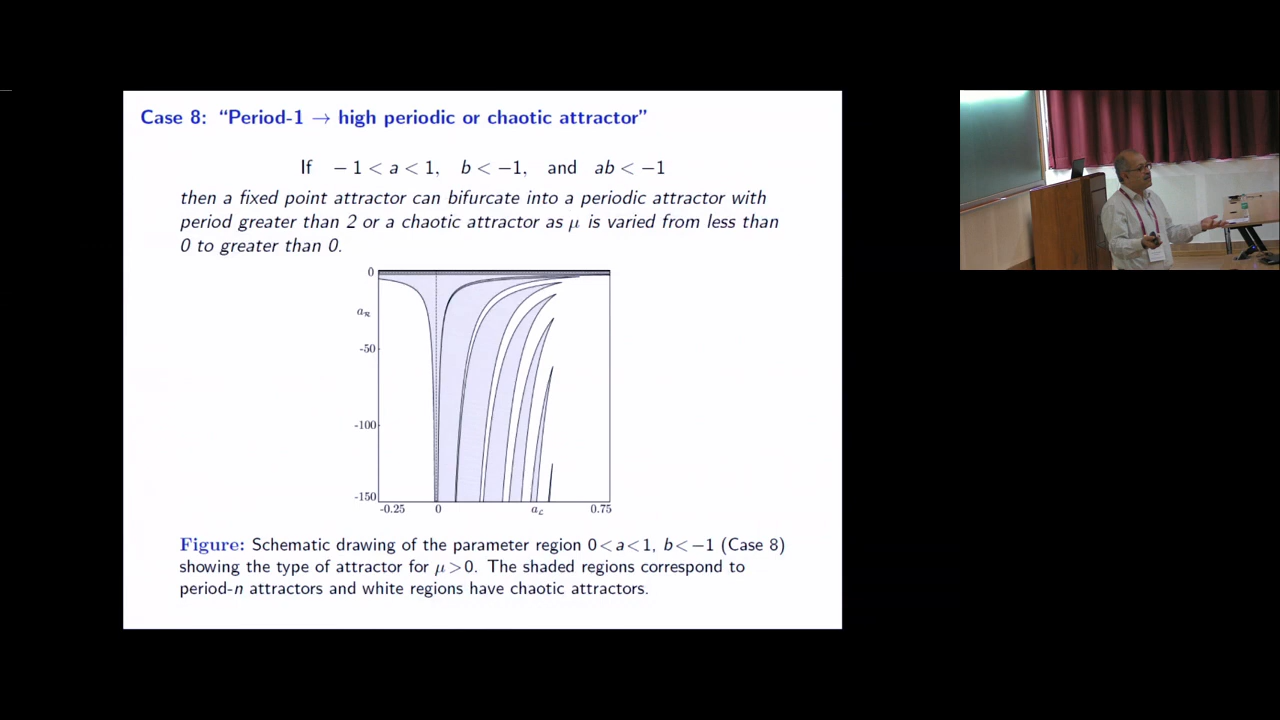 Case 8: “Period-1 → high periodic or chaotic attractor”
If − 1 < a < 1, b < −1, and ab < −1
then a fixed point attractor can bifurcate into a periodic attractor with
period greater than 2 or a chaotic attractor as μ is varied from less than
0 to greater than 0.
0
a_R
-50
-100
-150
-0.25 0 a_L 0.75
Figure: Schematic drawing of the parameter region 0<a<1, b<−1 (Case 8)
showing the type of attractor for μ>0. The shaded regions correspond to
period-n attractors and white regions have chaotic attractors.